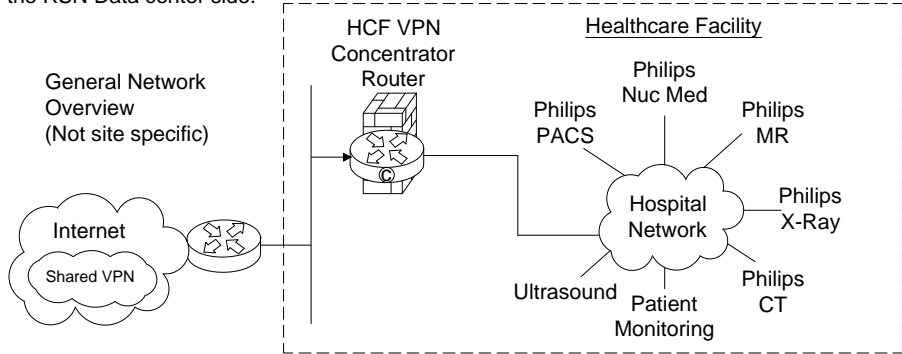 the RSN Data center side.
Healthcare Facility
HCF VPN
Concentrator
Router
General Network
Overview
(Not site specific)
Philips
Nuc Med
Philips
PACS
Philips
MR
C
Internet
Shared VPN
Hospital
Network
Philips
X-Ray
Ultrasound
Patient
Monitoring
Philips
CT